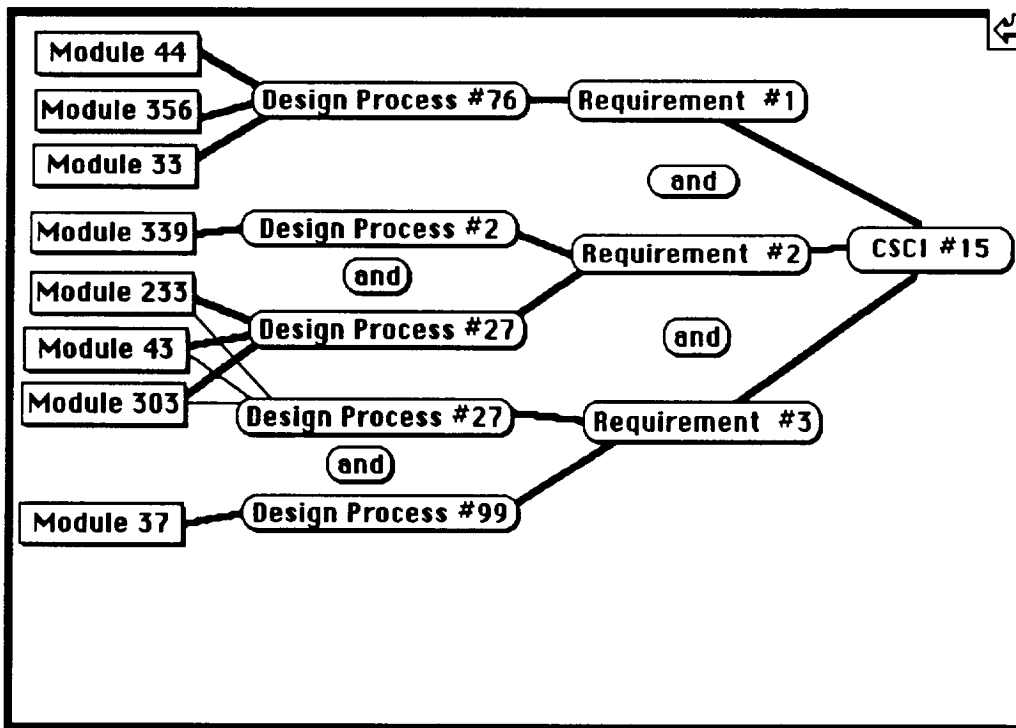 Module 44
Module 356
Module 33
Design Process #76
Requirement #1
and
Module 339
Design Process #2
Requirement #2
CSCI #15
and
Module 233
Design Process #27
and
Module 43
Module 303
Design Process #27
Requirement #3
and
Module 37
Design Process #99